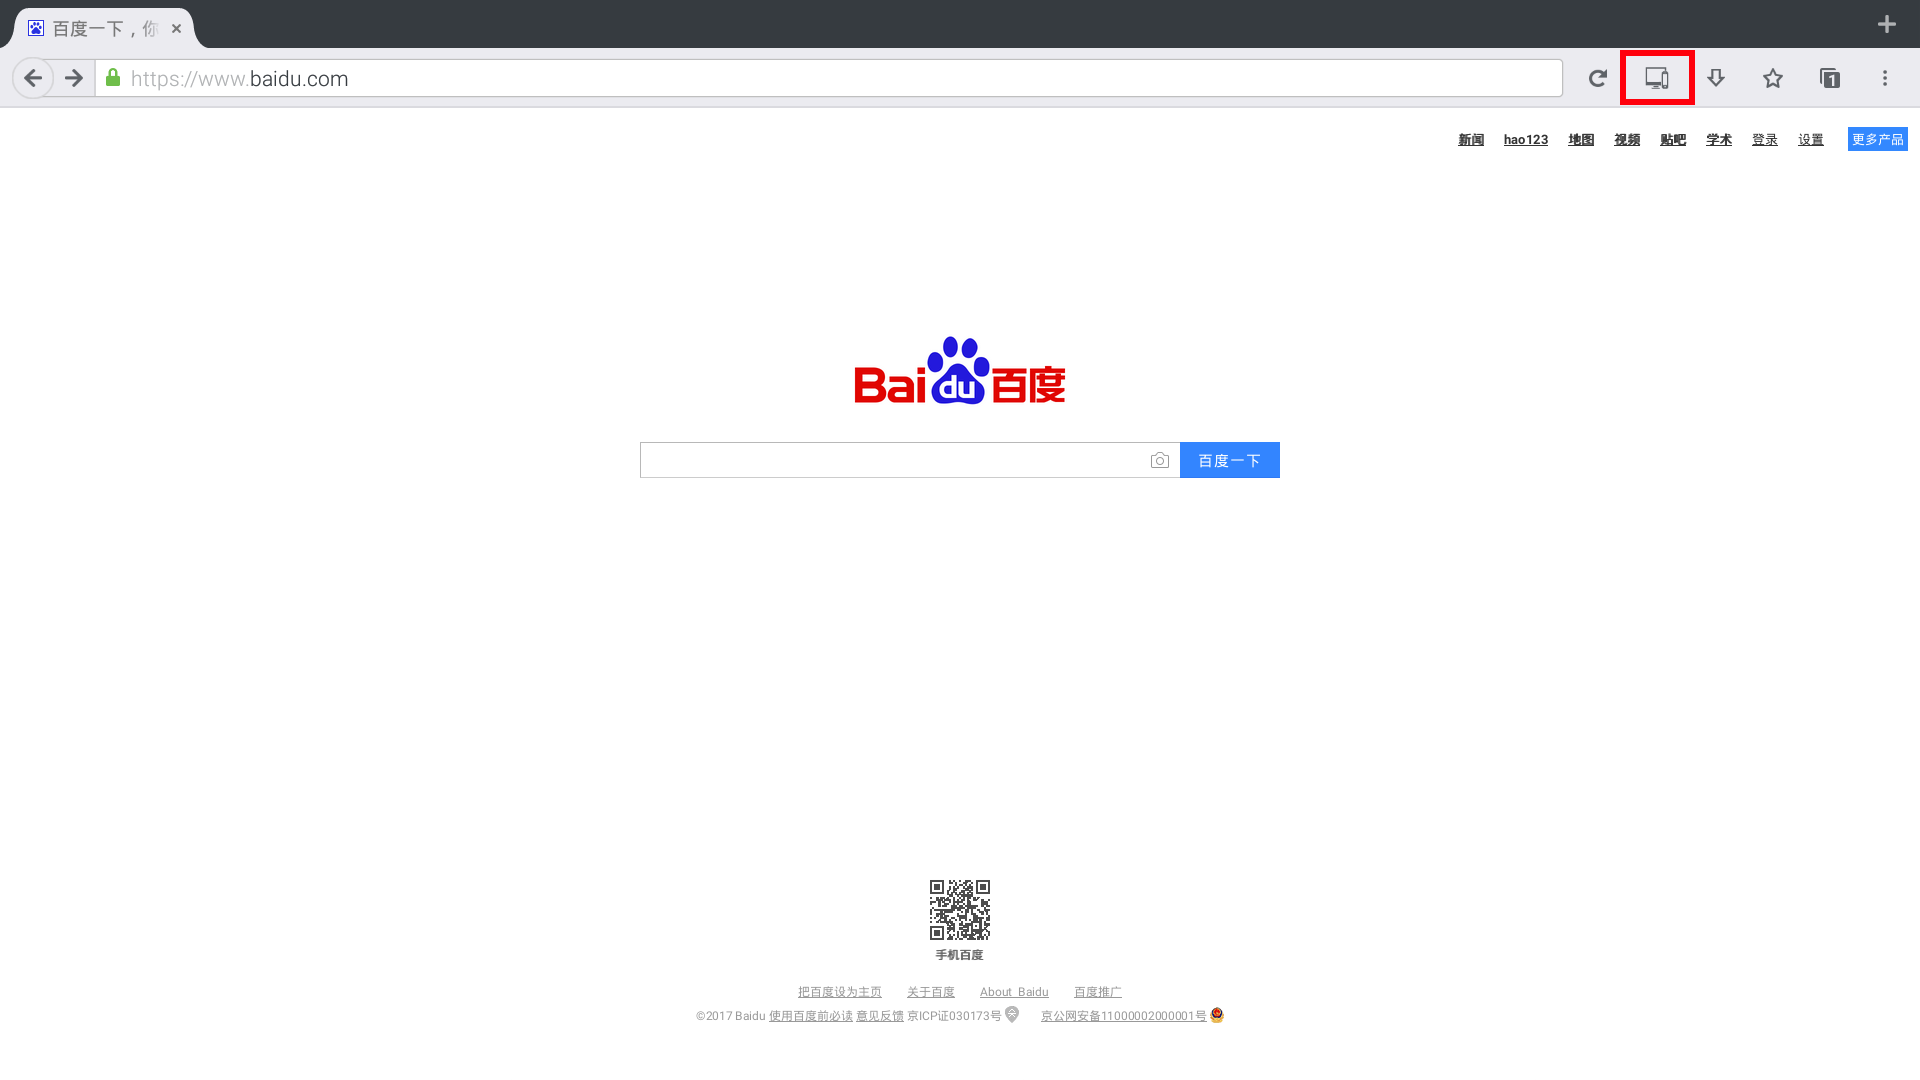 百度一下，你
https://www.baidu.com
1
新闻 hao123 地图 视频 贴吧 学术 登录 设置 更多产品
Bai du 百度
百度一下
手机百度
把百度设为主页 关于百度 About Baidu 百度推广
©2017 Baidu 使用百度前必读 意见反馈 京ICP证030173号 京公网安备11000002000001号